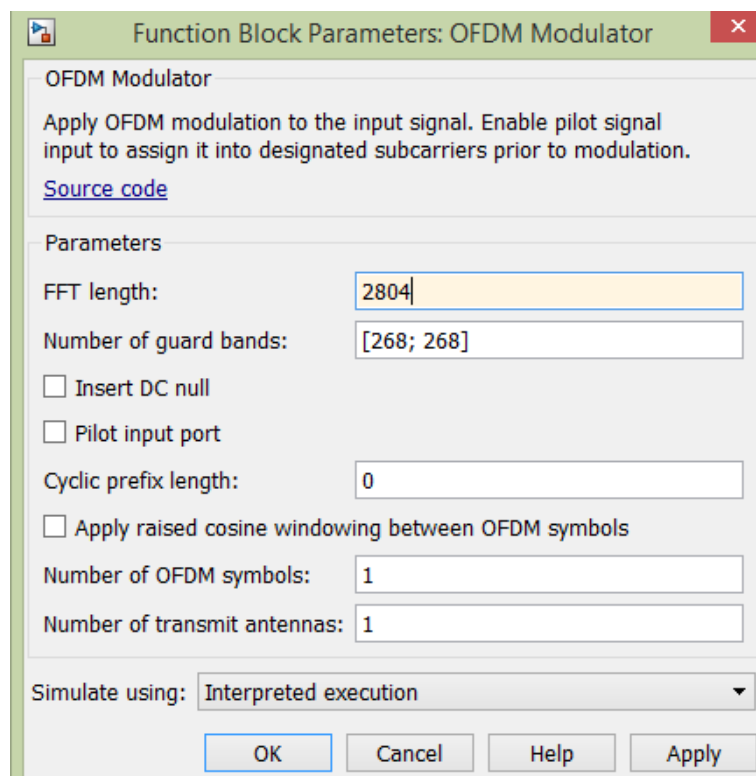 Function Block Parameters: OFDM Modulator
OFDM Modulator
Apply OFDM modulation to the input signal. Enable pilot signal
input to assign it into designated subcarriers prior to modulation.
Source code
Parameters
FFT length: 2804
Number of guard bands: [268; 268]
Insert DC null
Pilot input port
Cyclic prefix length: 0
Apply raised cosine windowing between OFDM symbols
Number of OFDM symbols: 1
Number of transmit antennas: 1
Simulate using: Interpreted execution
OK Cancel Help Apply